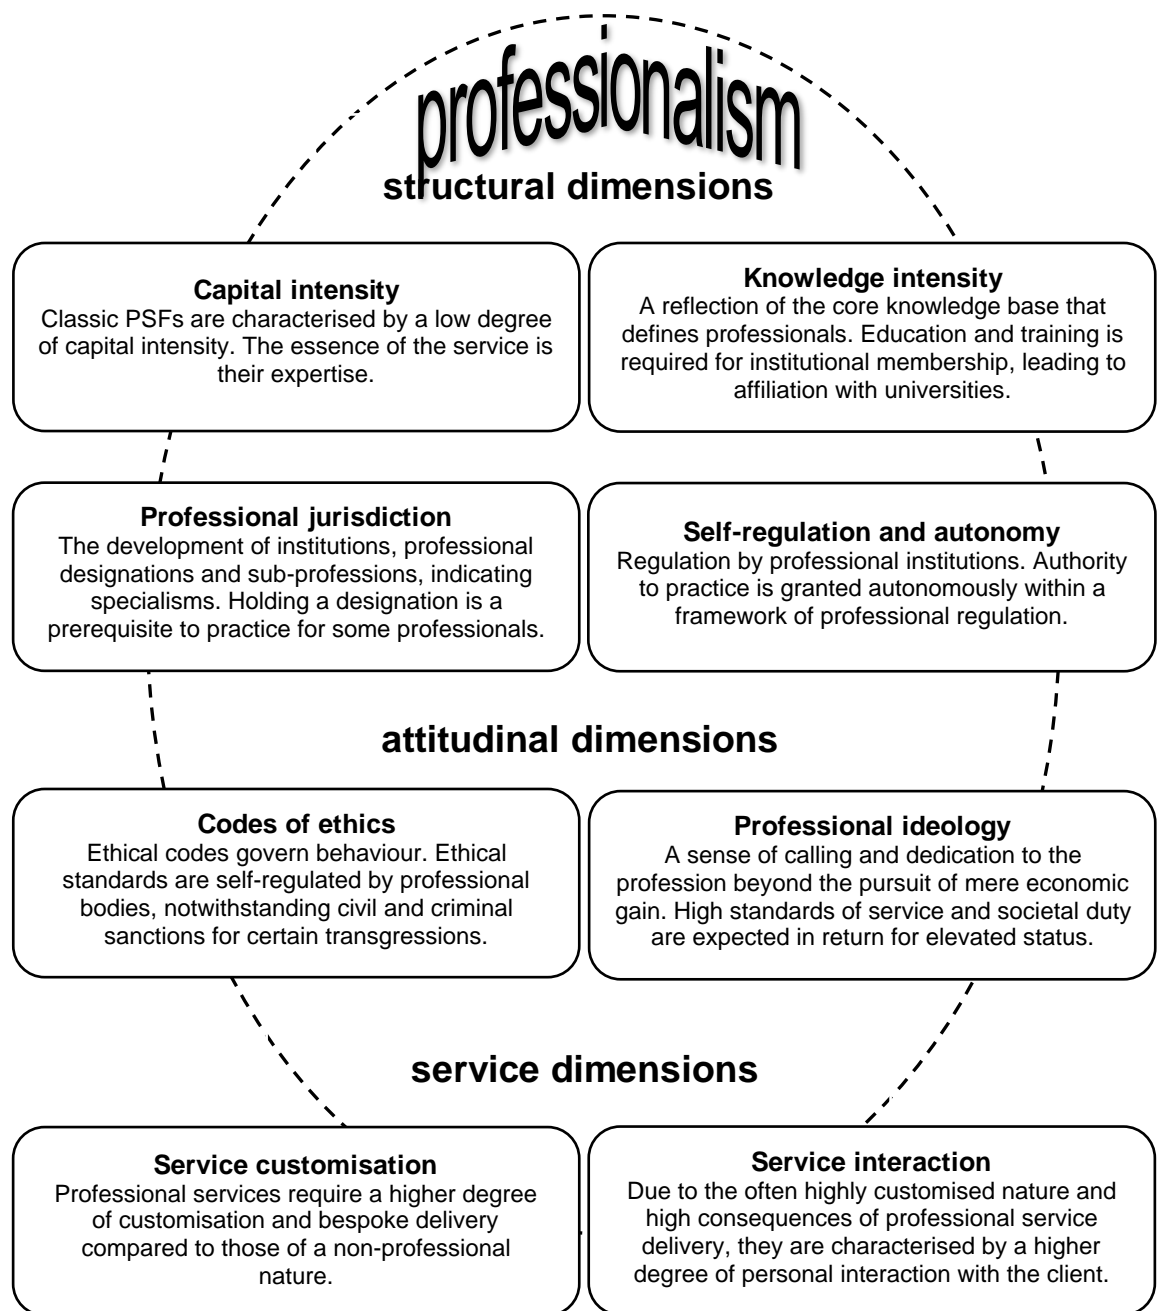 professionalism
structural dimensions
Capital intensity
Classic PSFs are characterised by a low degree
of capital intensity. The essence of the service is
their expertise.
Knowledge intensity
A reflection of the core knowledge base that
defines professionals. Education and training is
required for institutional membership, leading to
affiliation with universities.
Professional jurisdiction
The development of institutions, professional
designations and sub-professions, indicating
specialisms. Holding a designation is a
prerequisite to practice for some professionals.
Self-regulation and autonomy
Regulation by professional institutions. Authority
to practice is granted autonomously within a
framework of professional regulation.
attitudinal dimensions
Codes of ethics
Ethical codes govern behaviour. Ethical
standards are self-regulated by professional
bodies, notwithstanding civil and criminal
sanctions for certain transgressions.
Professional ideology
A sense of calling and dedication to the
profession beyond the pursuit of mere economic
gain. High standards of service and societal duty
are expected in return for elevated status.
service dimensions
Service customisation
Professional services require a higher degree
of customisation and bespoke delivery
compared to those of a non-professional
nature.
Service interaction
Due to the often highly customised nature and
high consequences of professional service
delivery, they are characterised by a higher
degree of personal interaction with the client.